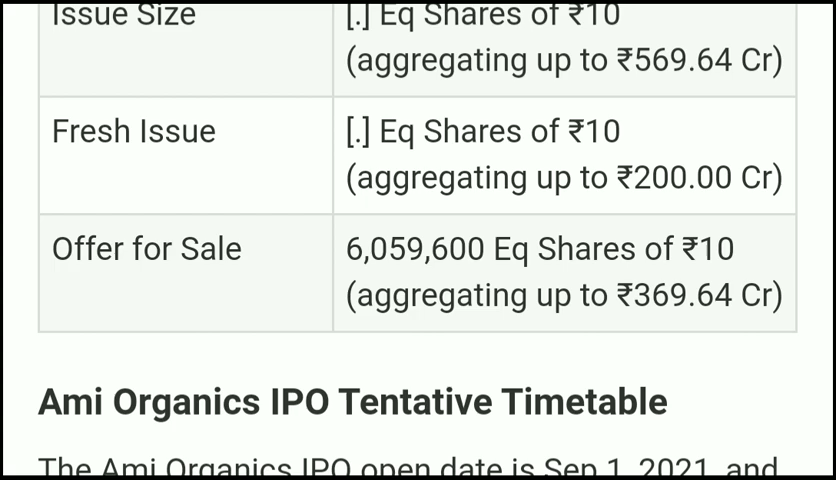 Issue Size
[.] Eq Shares of ₹10
(aggregating up to ₹569.64 Cr)
Fresh Issue
[.] Eq Shares of ₹10
(aggregating up to ₹200.00 Cr)
Offer for Sale
6,059,600 Eq Shares of ₹10
(aggregating up to ₹369.64 Cr)
Ami Organics IPO Tentative Timetable
The Ami Organics IPO open date is Sep 1, 2021, and